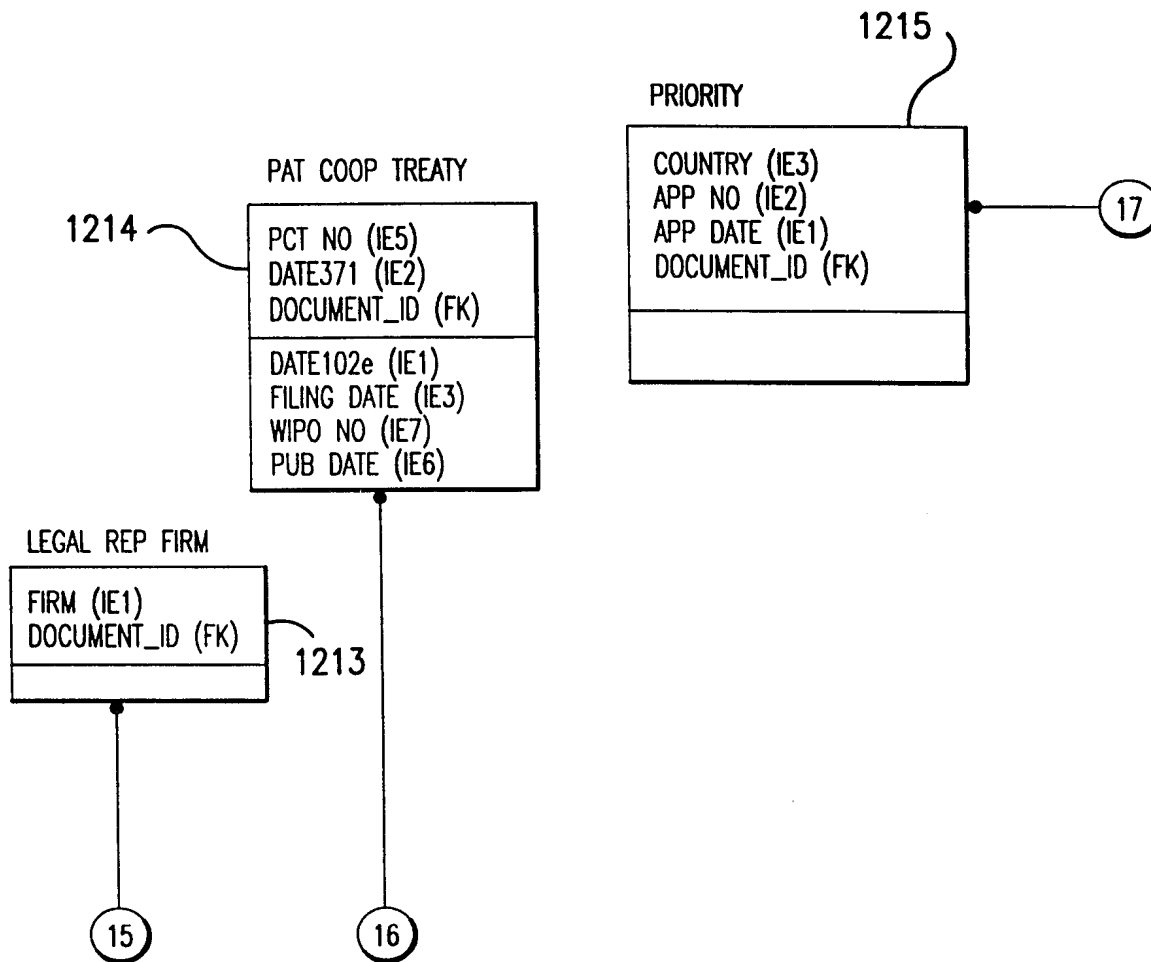 1215
PRIORITY
COUNTRY (IE3)
APP NO (IE2)
APP DATE (IE1)
DOCUMENT_ID (FK)
17
PAT COOP TREATY
1214
PCT NO (IE5)
DATE371 (IE2)
DOCUMENT_ID (FK)
DATE102e (IE1)
FILING DATE (IE3)
WIPO NO (IE7)
PUB DATE (IE6)
LEGAL REP FIRM
FIRM (IE1)
DOCUMENT_ID (FK)
1213
15
16